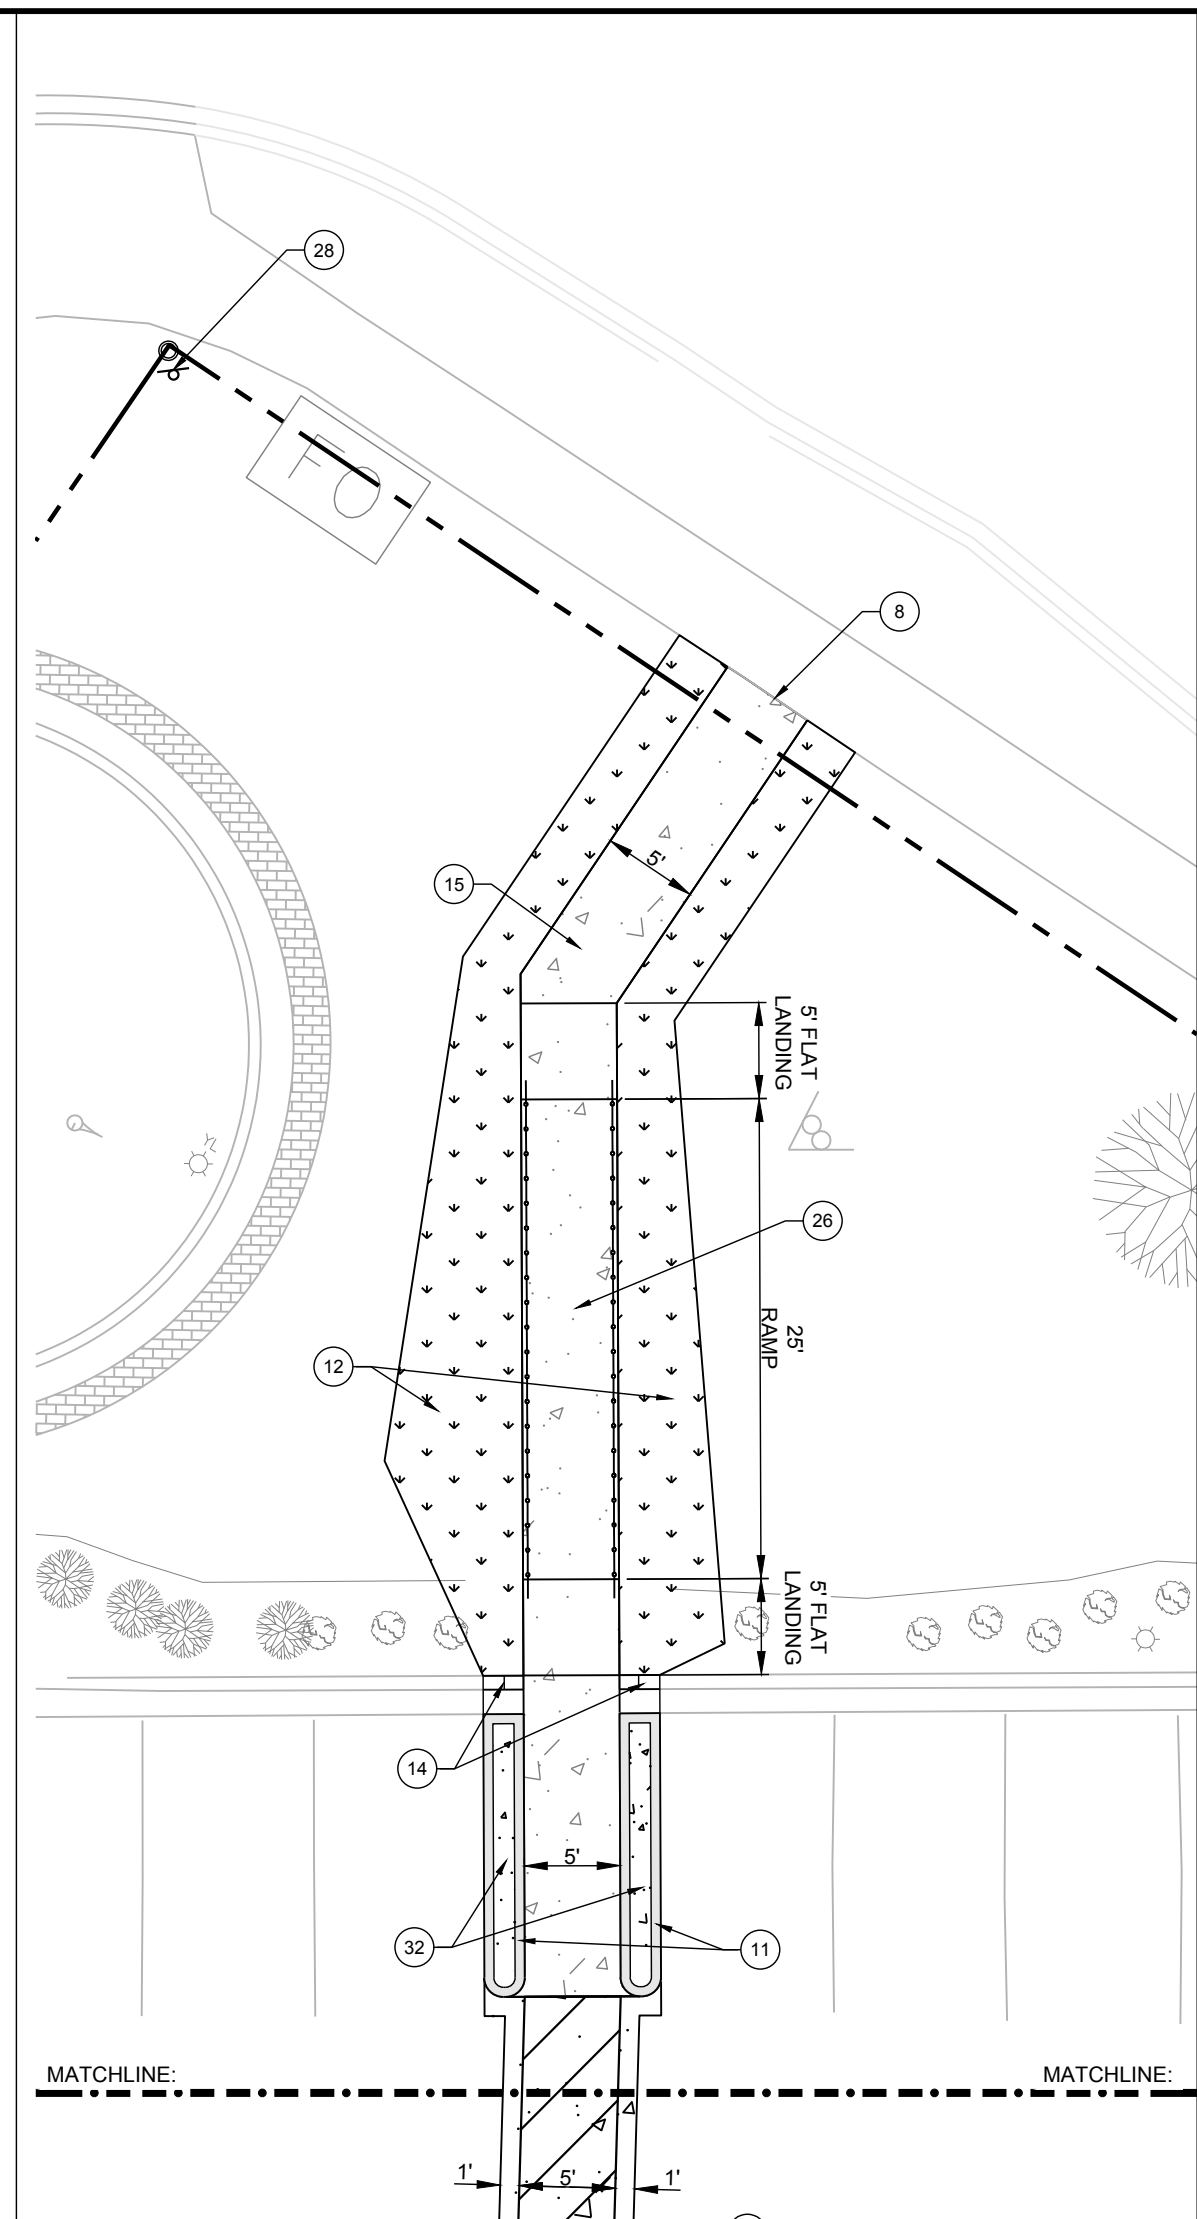 28
FO
8
5'
15
5' FLAT
LANDING
26
25'
RAMP
12
5' FLAT
LANDING
14
5'
32
11
MATCHLINE:
MATCHLINE:
1'
5'
1'